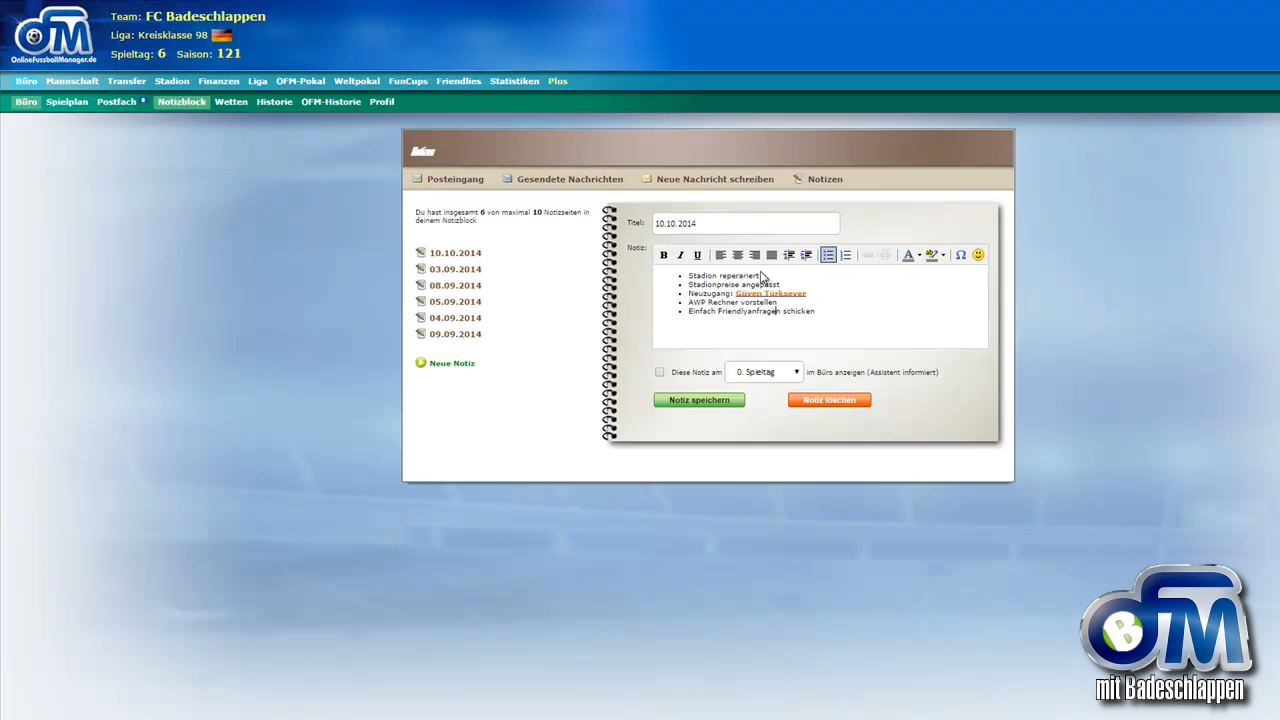 OFM
OnlineFussballManager.de
Team: FC Badeschlappen
Liga: Kreisklasse 98
Spieltag: 6 Saison: 121
Büro Mannschaft Transfer Stadion Finanzen Liga OFM-Pokal Weltpokal FunCups Friendlies Statistiken Plus
Büro Spielplan Postfach Notizblock Wetten Historie OFM-Historie Profil
Posteingang Gesendete Nachrichten Neue Nachricht schreiben Notizen
Du hast insgesamt 6 von maximal 10 Notizseiten in
deinem Notizblock
10.10.2014
03.09.2014
08.09.2014
05.09.2014
04.09.2014
09.09.2014
Neue Notiz
Titel: 10.10.2014
Notiz: B I U A ab Ω
Stadion reperariert
Stadionpreise angepasst
Neuzugang: Güven Türksever
AWP Rechner vorstellen
Einfach Friendlyanfragen schicken
Diese Notiz am 0. Spieltag im Büro anzeigen (Assistent informiert)
Notiz speichern Notiz löschen
OFM
B
mit Badeschlappen